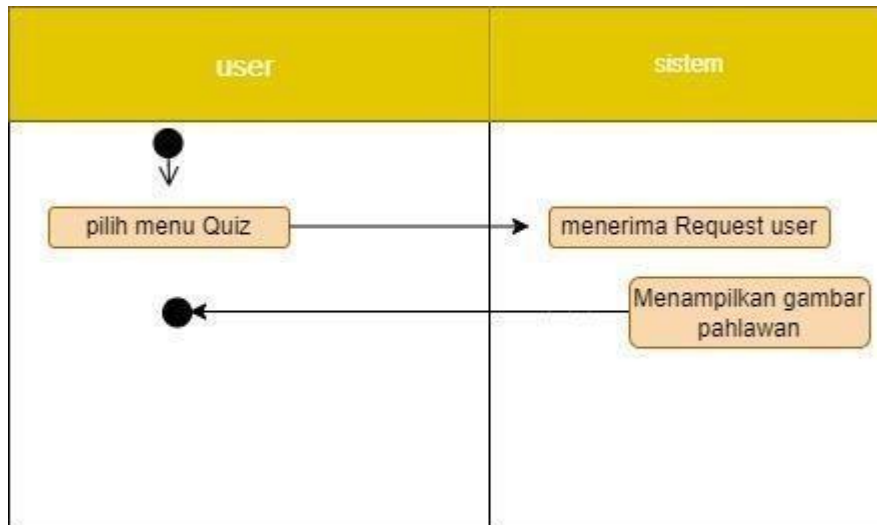 user
sistem
pilih menu Quiz
menerima Request user
Menampilkan gambar
pahlawan